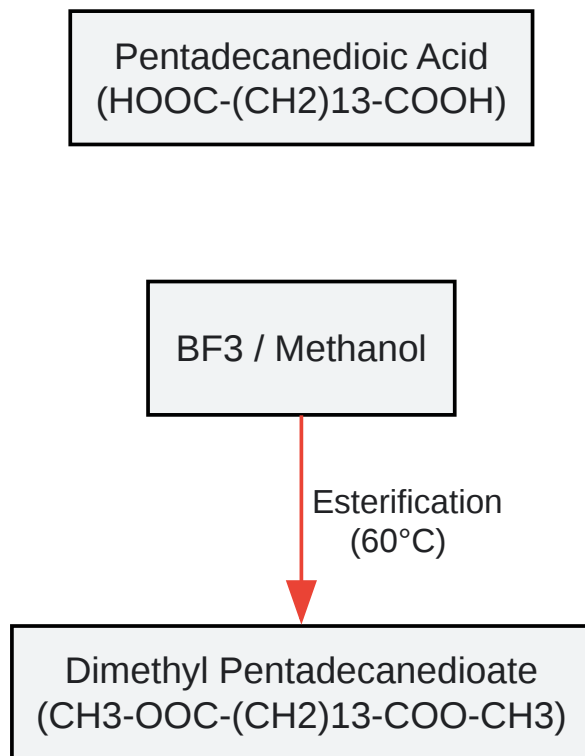 Pentadecanedioic Acid
(HOOC-(CH2)13-COOH)
BF3 / Methanol
Esterification
(60°C)
Dimethyl Pentadecanedioate
(CH3-OOC-(CH2)13-COO-CH3)